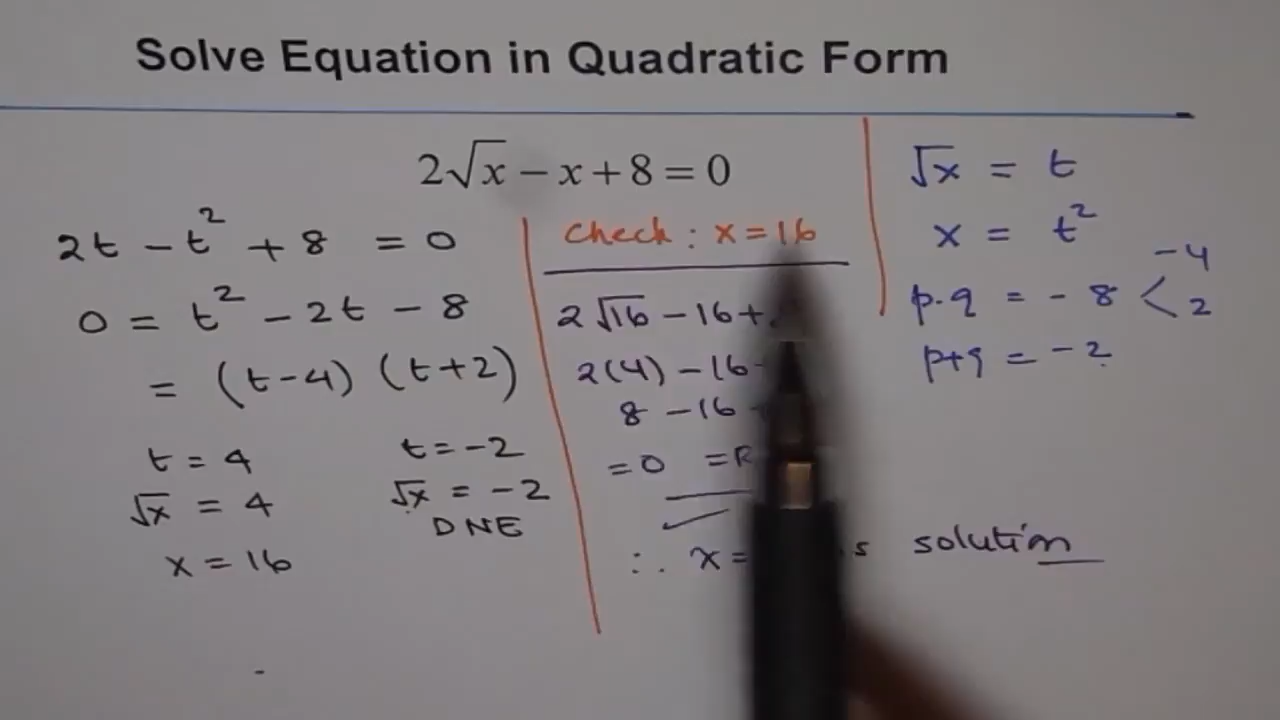 Solve Equation in Quadratic Form
2√x − x + 8 = 0
2t − t² + 8 = 0
0 = t² − 2t − 8
= (t−4) (t+2)
t = 4
√x = 4
x = 16
t = −2
√x = −2
DNE
check : x = 16
2√16 − 16 +
2(4) − 16
8 − 16
= 0 =
∴ x = solution
√x = t
x = t²
p.q = − 8 < −4
2
p+q = −2